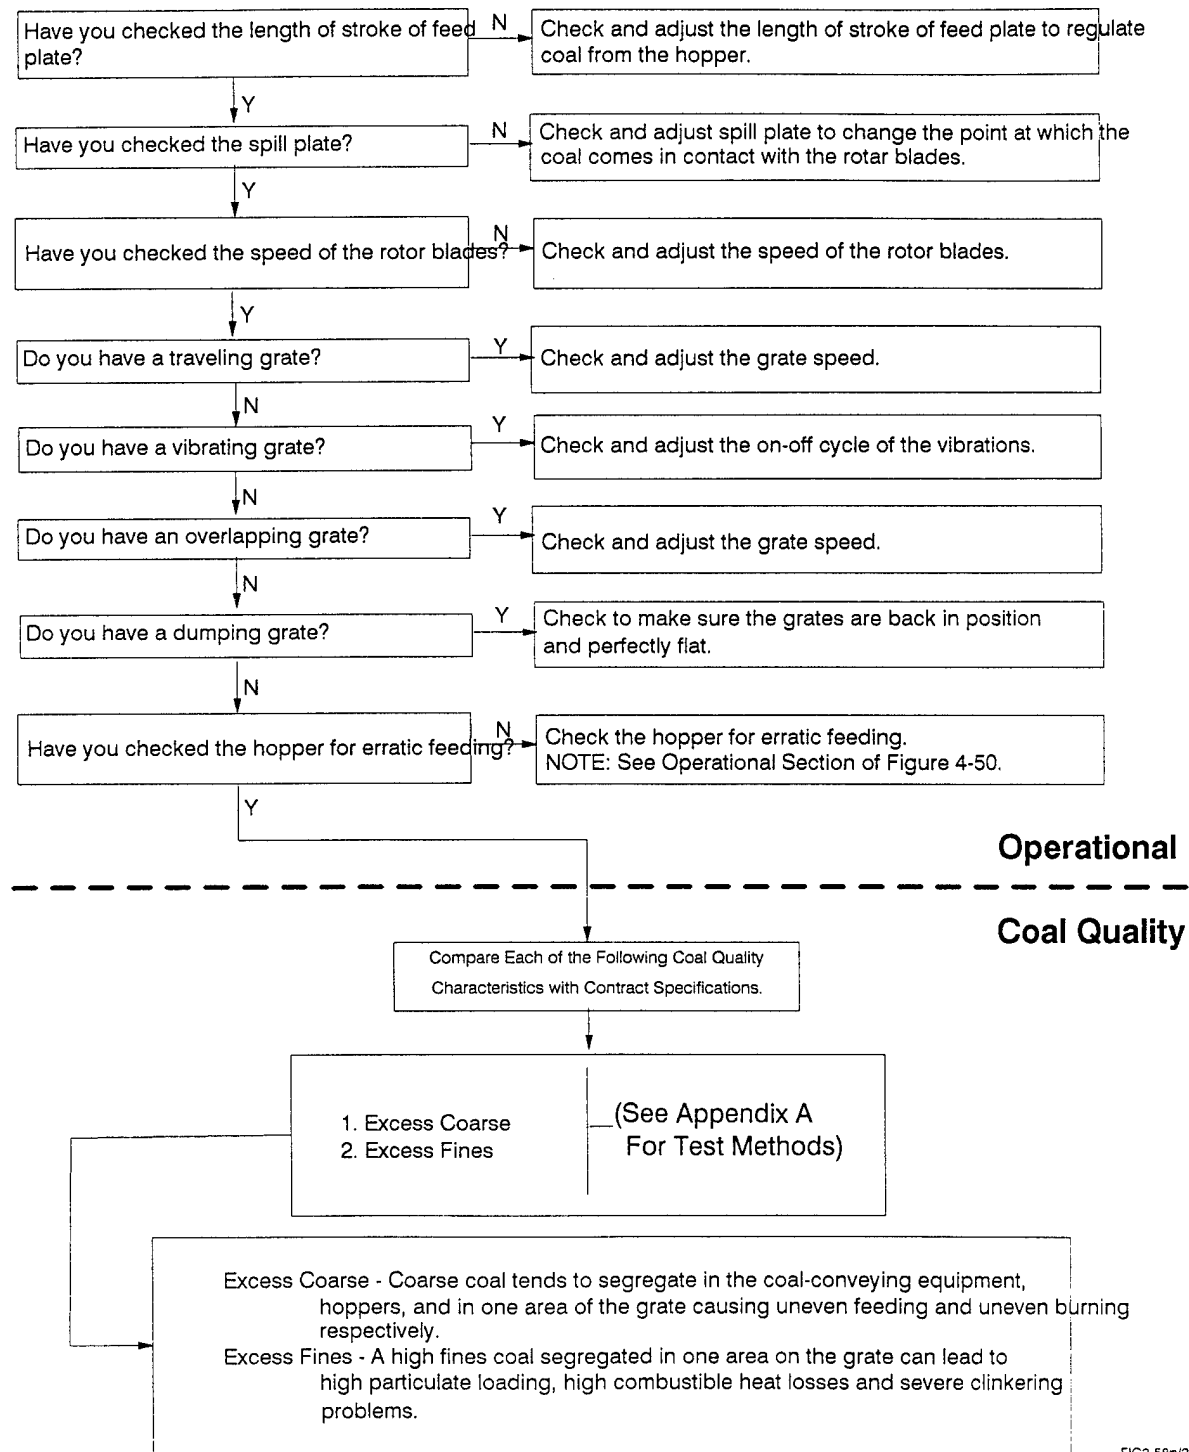 Have you checked the length of stroke of feed
plate?
N
Check and adjust the length of stroke of feed plate to regulate
coal from the hopper.
Y
Have you checked the spill plate?
N
Check and adjust spill plate to change the point at which the
coal comes in contact with the rotar blades.
Y
Have you checked the speed of the rotor blades?
N
Check and adjust the speed of the rotor blades.
Y
Do you have a traveling grate?
Y
Check and adjust the grate speed.
N
Do you have a vibrating grate?
Y
Check and adjust the on-off cycle of the vibrations.
N
Do you have an overlapping grate?
Y
Check and adjust the grate speed.
N
Do you have a dumping grate?
Y
Check to make sure the grates are back in position
and perfectly flat.
N
Have you checked the hopper for erratic feeding?
N
Check the hopper for erratic feeding.
NOTE: See Operational Section of Figure 4-50.
Y
Operational
Coal Quality
Compare Each of the Following Coal Quality
Characteristics with Contract Specifications.
1. Excess Coarse
2. Excess Fines
(See Appendix A
For Test Methods)
Excess Coarse - Coarse coal tends to segregate in the coal-conveying equipment,
hoppers, and in one area of the grate causing uneven feeding and uneven burning
respectively.
Excess Fines - A high fines coal segregated in one area on the grate can lead to
high particulate loading, high combustible heat losses and severe clinkering
problems.